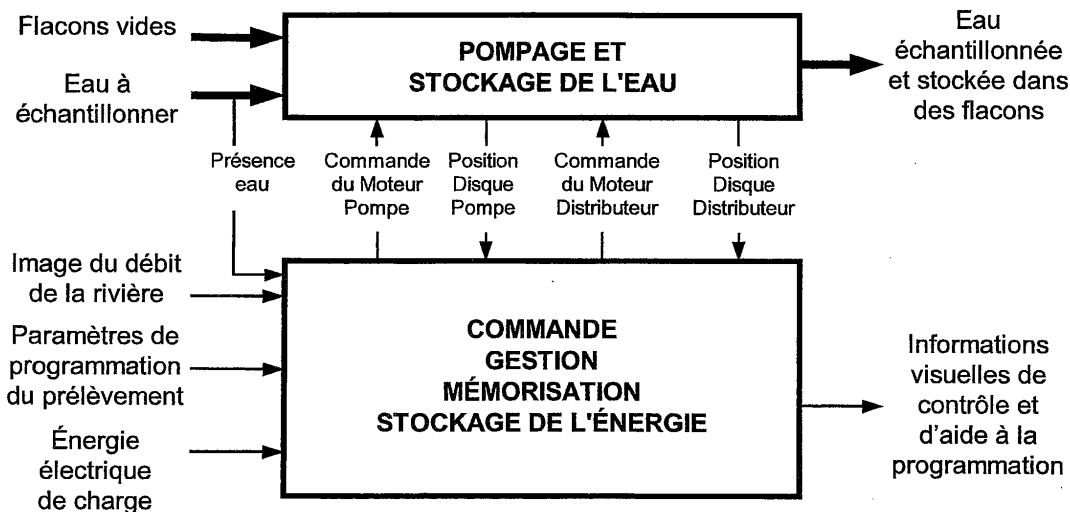 Flacons vides
Eau à
échantillonner
POMPAGE ET
STOCKAGE DE L'EAU
Eau
échantillonnée
et stockée dans
des flacons
Présence
eau
Commande
du Moteur
Pompe
Position
Disque
Pompe
Commande
du Moteur
Distributeur
Position
Disque
Distributeur
Image du débit
de la rivière
Paramètres de
programmation
du prélèvement
Énergie
électrique
de charge
COMMANDE
GESTION
MÉMORISATION
STOCKAGE DE L'ÉNERGIE
Informations
visuelles de
contrôle et
d'aide à la
programmation